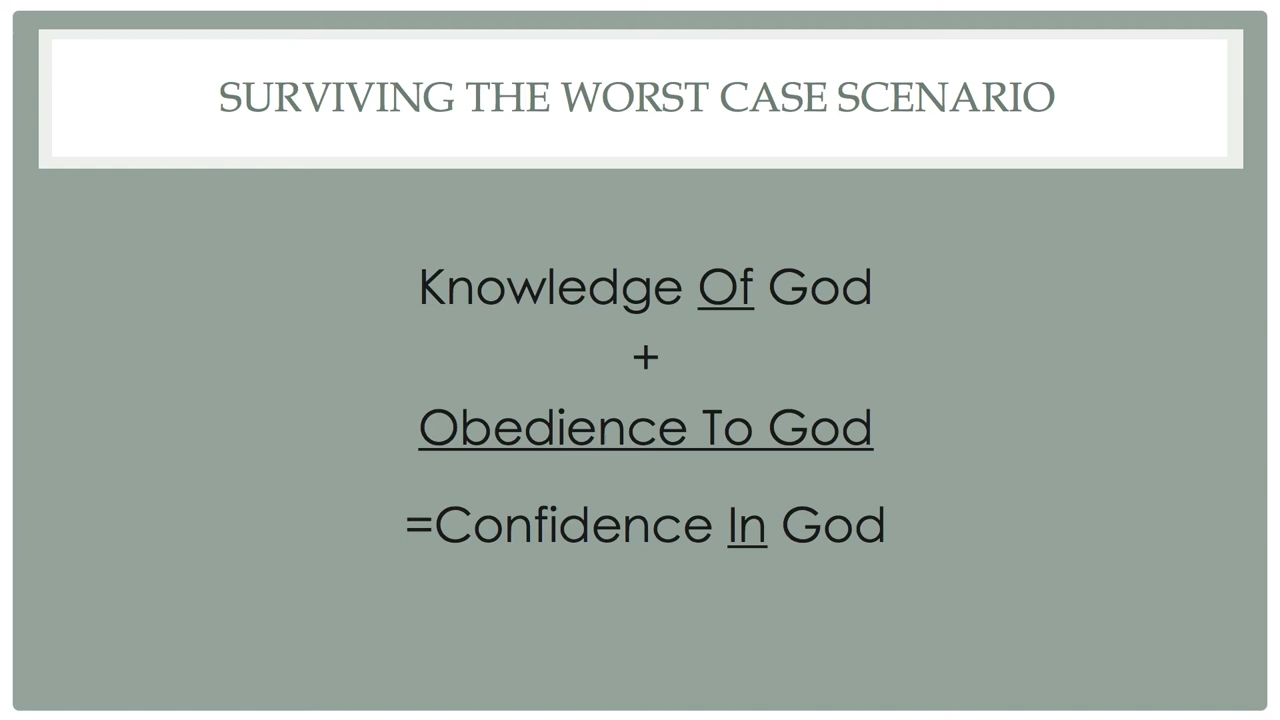 SURVIVING THE WORST CASE SCENARIO
Knowledge Of God
+
Obedience To God
=Confidence In God